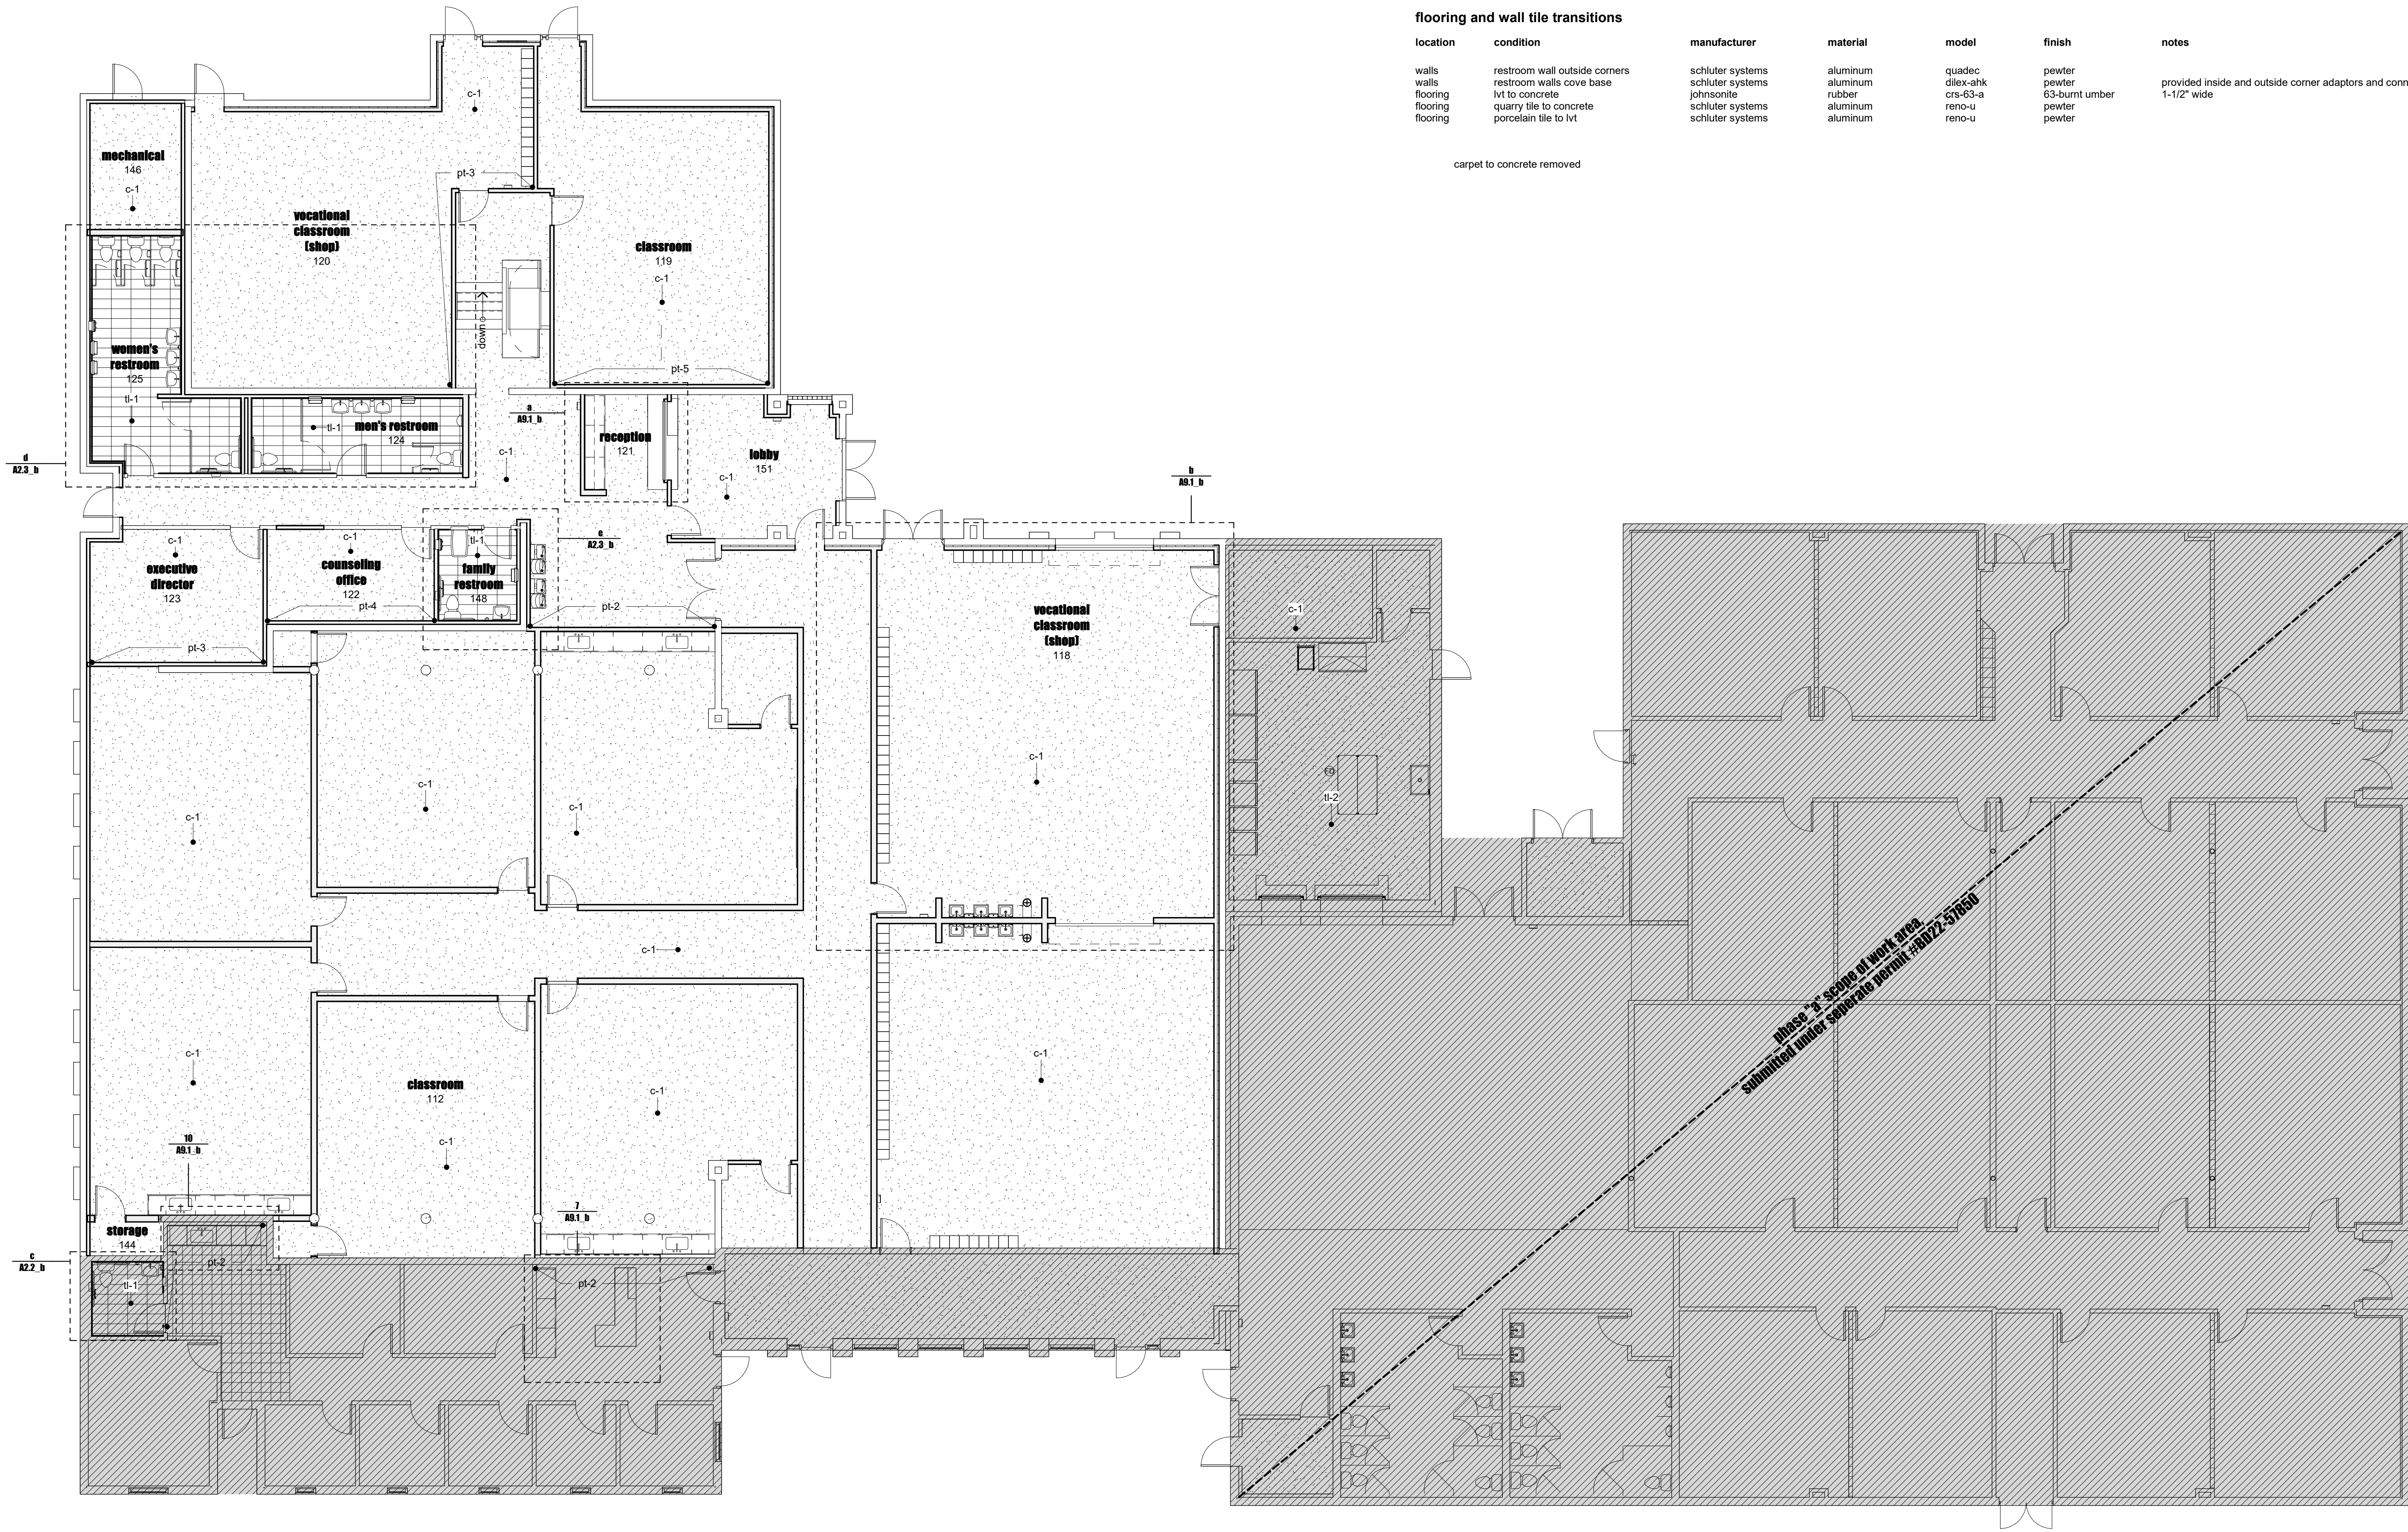 flooring and wall tile transitions
location condition manufacturer material model finish notes
walls restroom wall outside corners schluter systems aluminum quadec pewter
walls restroom walls cove base schluter systems aluminum dilex-ahk pewter provided inside and outside corner adaptors and conn
flooring lvt to concrete johnsonite rubber crs-63-a 63-burnt umber 1-1/2" wide
flooring quarry tile to concrete schluter systems aluminum reno-u pewter
flooring porcelain tile to lvt schluter systems aluminum reno-u pewter
carpet to concrete removed
c-1
mechanical
146
c-1
pt-3
vocational
classroom
(shop)
120
classroom
119
c-1
down
women's
restroom
125
tl-1
pt-5
a
A9.1_b
tl-1
men's restroom
124
reception
121
lobby
151
c-1
c-1
d
A2.3_b
b
A9.1_b
c-1
executive
director
123
c-1
counseling
office
122
tl-1
family
restroom
148
e
A2.3_b
pt-4
pt-2
pt-3
vocational
classroom
(shop)
118
c-1
c-1
c-1
c-1
c-1
tl-2
c-1
phase "a" scope of work area,
submitted under seperate permit #BD22-57850
c-1
c-1
classroom
112
c-1
c-1
10
A9.1_b
7
A9.1_b
storage
144
c
A2.2_b
pt-2
tl-1
pt-2